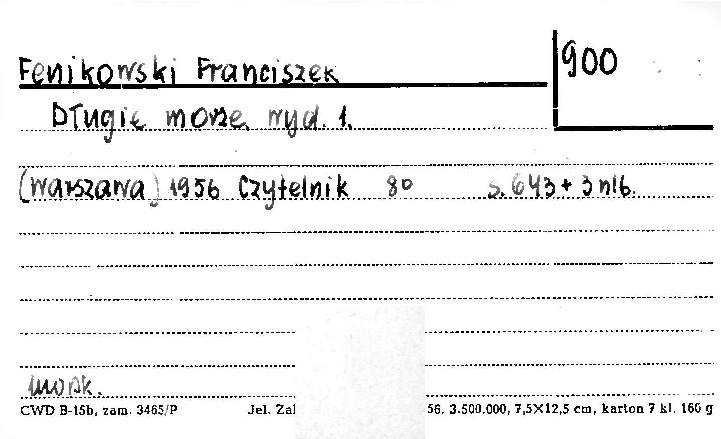 Fenikowski Franciszek
900
Długie morze. wyd. 1.
(Warszawa) 1956 Czytelnik 80 s. 643 + 3 nlb.
CWD B-15b, zam. 3465/P Jel. Zal 56. 3.500.000, 7,5×12,5 cm, karton 7 kl. 160 g